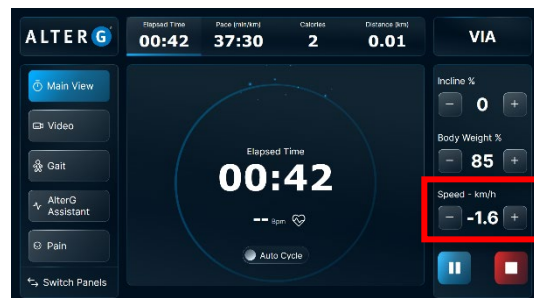 ALTER G
Elapsed Time
00:42
Pace (min/km)
37:30
Calories
2
Distance (km)
0.01
VIA
Main View
Video
Gait
AlterG
Assistant
Pain
Switch Panels
Elapsed Time
00:42
-- Bpm
Auto Cycle
Incline %
- 0 +
Body Weight %
- 85 +
Speed - km/h
- -1.6 +